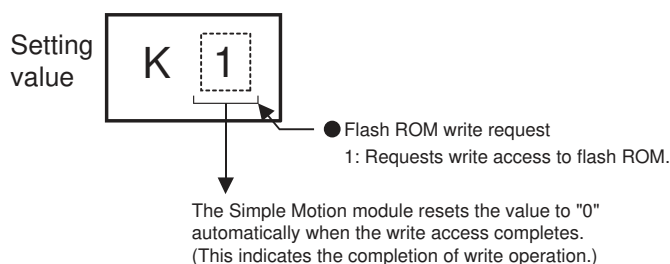 Setting
value
K 1
● Flash ROM write request
1: Requests write access to flash ROM.
The Simple Motion module resets the value to "0"
automatically when the write access completes.
(This indicates the completion of write operation.)